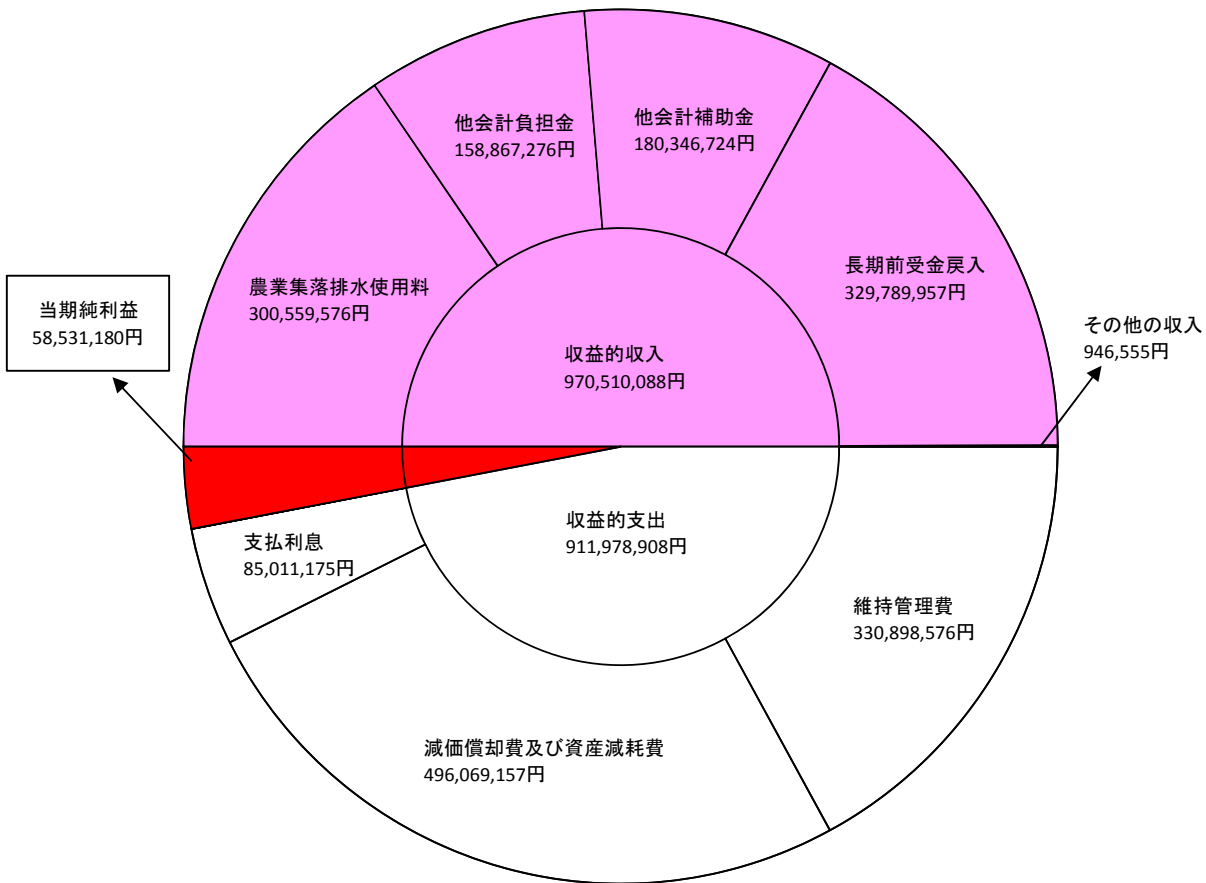 他会計負担金
158,867,276円
他会計補助金
180,346,724円
農業集落排水使用料
300,559,576円
長期前受金戻入
329,789,957円
当期純利益
58,531,180円
その他の収入
946,555円
収益的収入
970,510,088円
収益的支出
911,978,908円
支払利息
85,011,175円
維持管理費
330,898,576円
減価償却費及び資産減耗費
496,069,157円